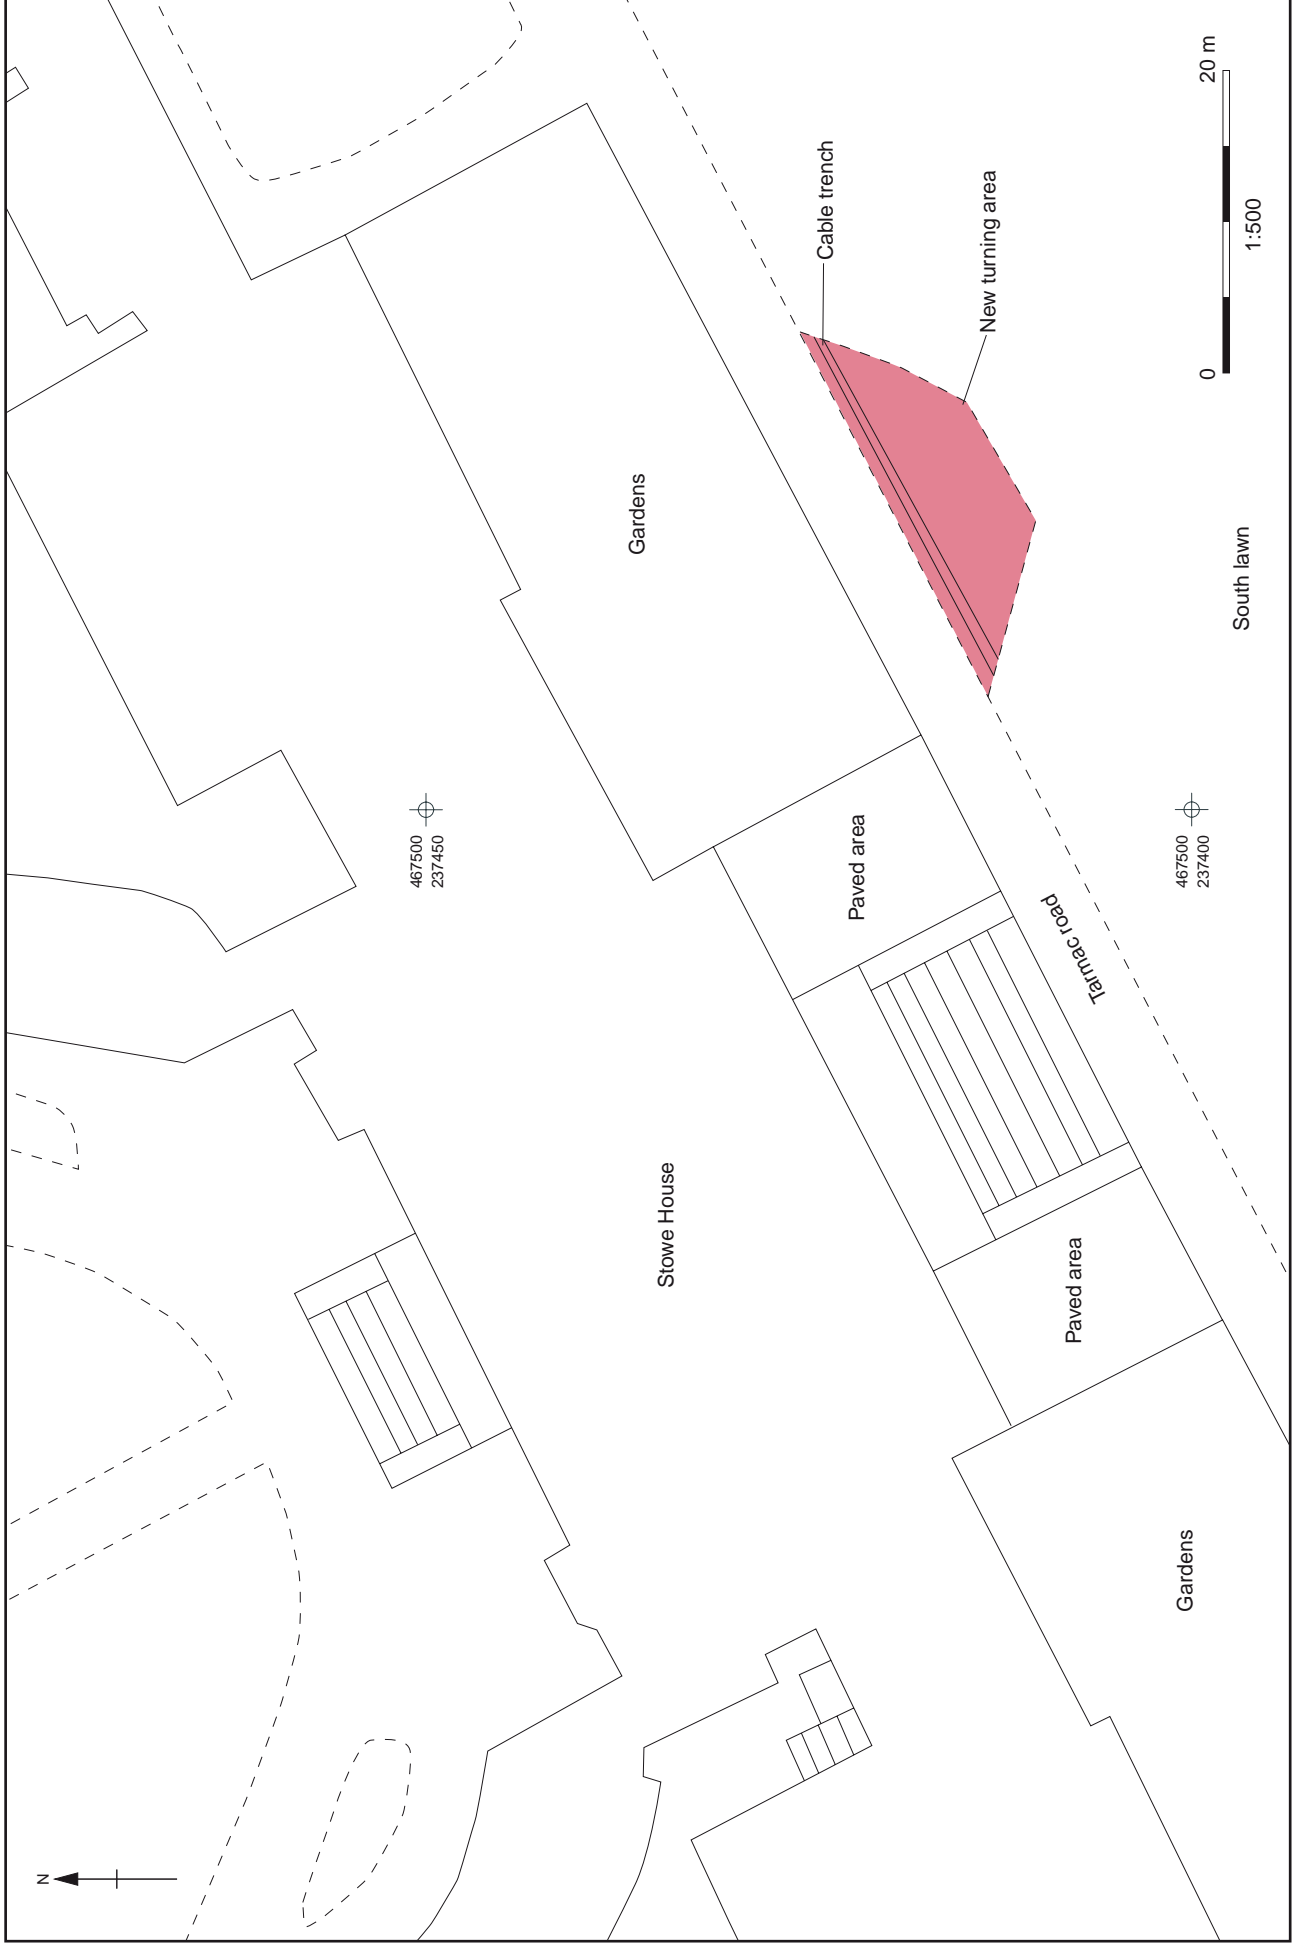 N
Stowe House
Gardens
467500
237450
Paved area
Cable trench
New turning area
Tarmac road
Paved area
Gardens
467500
237400
South lawn
0
20 m
1:500